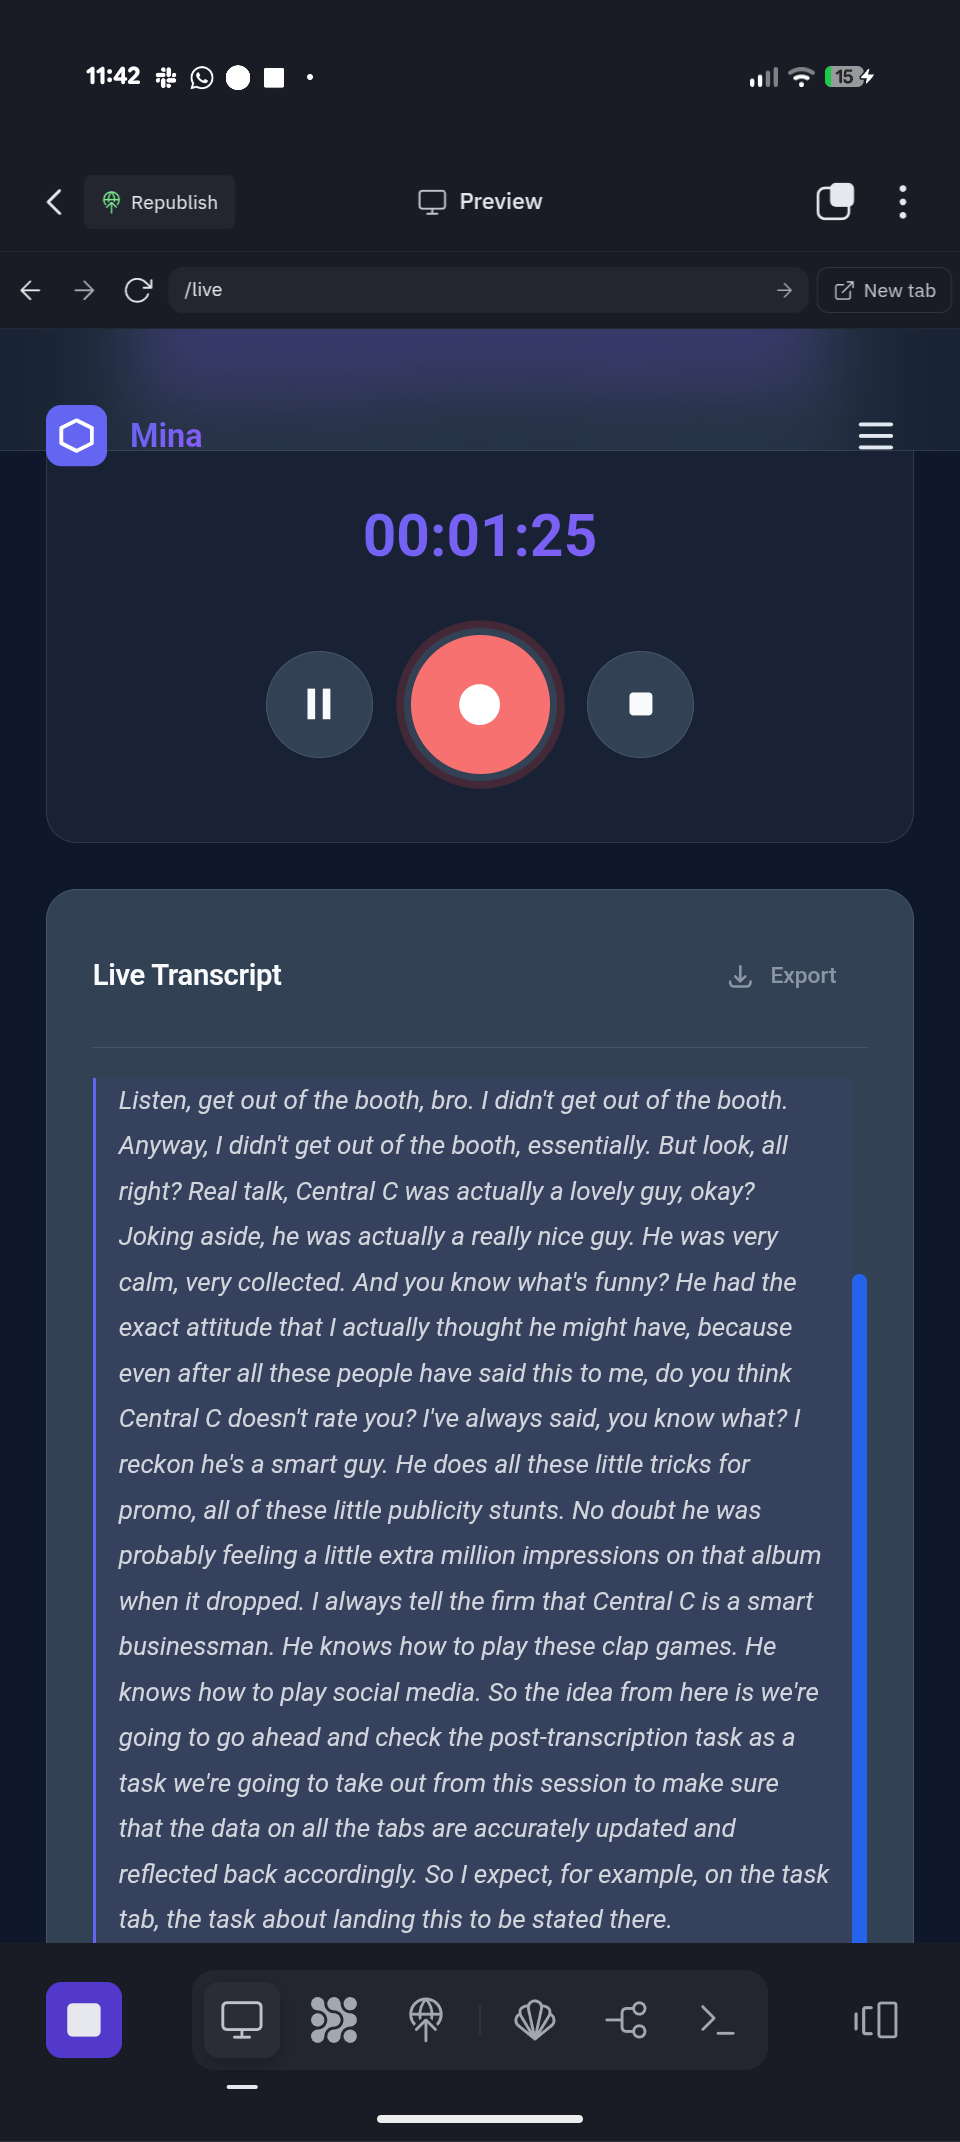 11:42
15
Republish
Preview
/live
New tab
Mina
00:01:25
Live Transcript
Export
Listen, get out of the booth, bro. I didn't get out of the booth.
Anyway, I didn't get out of the booth, essentially. But look, all
right? Real talk, Central C was actually a lovely guy, okay?
Joking aside, he was actually a really nice guy. He was very
calm, very collected. And you know what's funny? He had the
exact attitude that I actually thought he might have, because
even after all these people have said this to me, do you think
Central C doesn't rate you? I've always said, you know what? I
reckon he's a smart guy. He does all these little tricks for
promo, all of these little publicity stunts. No doubt he was
probably feeling a little extra million impressions on that album
when it dropped. I always tell the firm that Central C is a smart
businessman. He knows how to play these clap games. He
knows how to play social media. So the idea from here is we're
going to go ahead and check the post-transcription task as a
task we're going to take out from this session to make sure
that the data on all the tabs are accurately updated and
reflected back accordingly. So I expect, for example, on the task
tab, the task about landing this to be stated there.